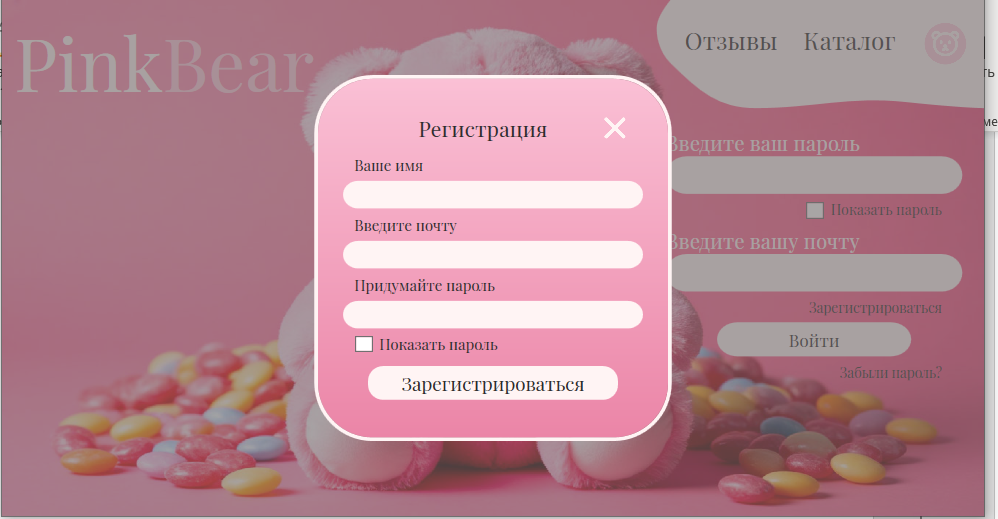 PinkBear
Отзывы Каталог
Регистрация
Ваше имя
Введите почту
Придумайте пароль
Показать пароль
Зарегистрироваться
Введите ваш пароль
Показать пароль
Введите вашу почту
Зарегистрироваться
Войти
Забыли пароль?